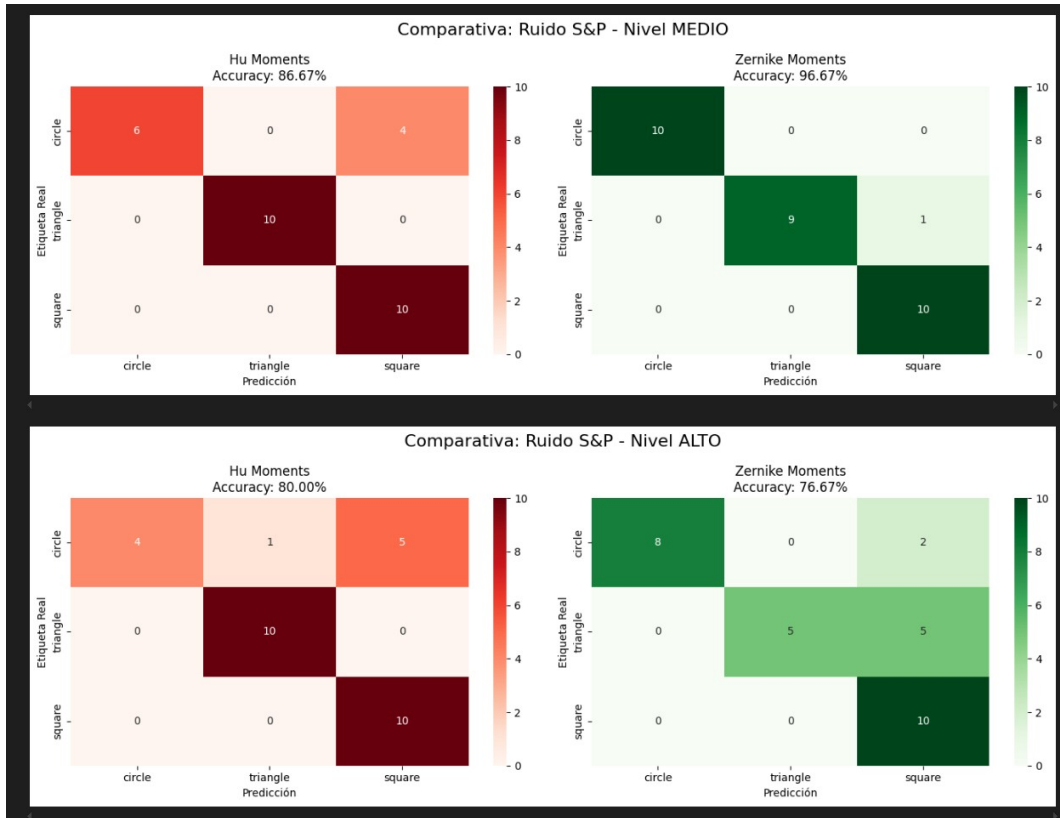 Comparativa: Ruido S&P - Nivel MEDIO
Hu Moments
Accuracy: 86.67%
Etiqueta Real
circle
triangle
square
6 0 4
0 10 0
0 0 10
circle triangle square
Predicción
10
8
6
4
2
0
Zernike Moments
Accuracy: 96.67%
Etiqueta Real
circle
triangle
square
10 0 0
0 9 1
0 0 10
circle triangle square
Predicción
10
8
6
4
2
0
Comparativa: Ruido S&P - Nivel ALTO
Hu Moments
Accuracy: 80.00%
Etiqueta Real
circle
triangle
square
4 1 5
0 10 0
0 0 10
circle triangle square
Predicción
10
8
6
4
2
0
Zernike Moments
Accuracy: 76.67%
Etiqueta Real
circle
triangle
square
8 0 2
0 5 5
0 0 10
circle triangle square
Predicción
10
8
6
4
2
0